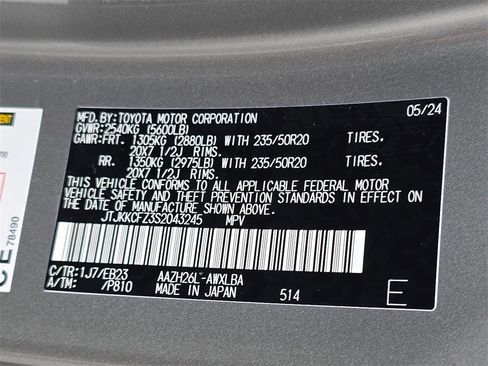 MFD.BY:TOYOTA MOTOR CORPORATION 05/24
GVWR:2540KG (5600LB)
GAWR:FRT. 1305KG (2880LB) WITH 235/50R20 TIRES.
20X7 1/2J RIMS.
RR. 1350KG (2975LB) WITH 235/50R20 TIRES.
20X7 1/2J RIMS.
THIS VEHICLE CONFORMS TO ALL APPLICABLE FEDERAL MOTOR
VEHICLE SAFETY AND THEFT PREVENTION STANDARDS IN EFFECT
ON THE DATE OF MANUFACTURE SHOWN ABOVE.
JTJKKCFZ3S2043245 MPV
C/TR:1J7/EB23 AAZH26L-AWXLBA
A/TM: /P810 MADE IN JAPAN 514
E
78490